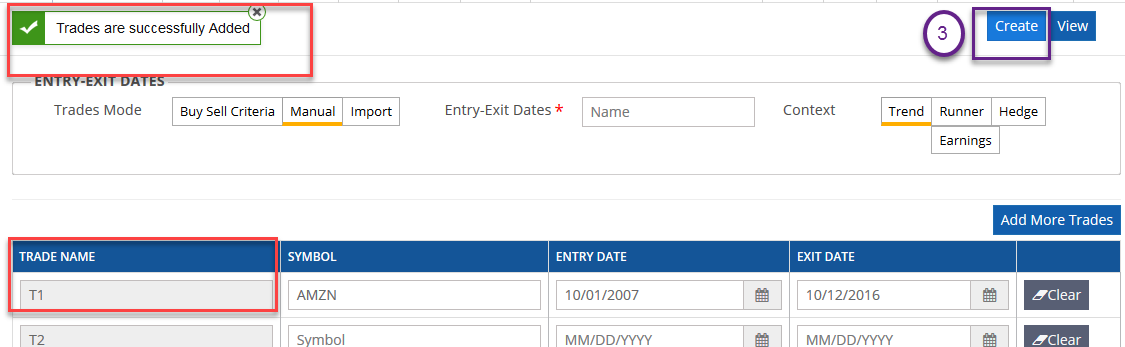 Trades are successfully Added
3
Create
View
ENTRY-EXIT DATES
Trades Mode Buy Sell Criteria Manual Import Entry-Exit Dates * Name Context Trend Runner Hedge
Earnings
Add More Trades
TRADE NAME SYMBOL ENTRY DATE EXIT DATE
T1 AMZN 10/01/2007 10/12/2016 Clear
T2 Symbol MM/DD/YYYY MM/DD/YYYY Clear